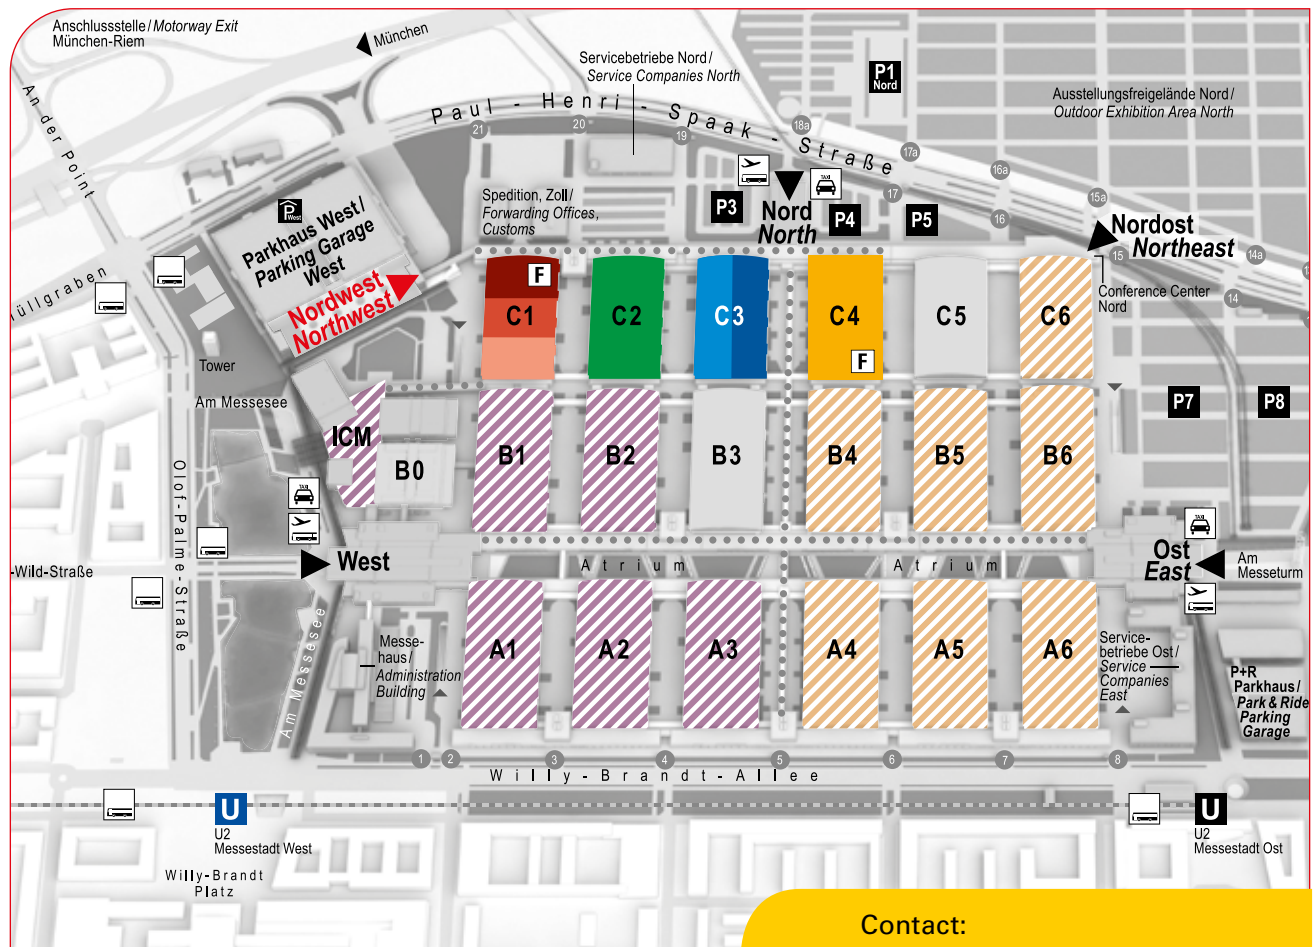 Anschlussstelle / Motorway Exit
München-Riem
München
An der Point
Paul-Henri-Spaak-Straße
Servicebetriebe Nord /
Service Companies North
P1
Nord
Ausstellungsfreigelände Nord /
Outdoor Exhibition Area North
21
20
19
18a
17a
16a
15a
17
16
15
14a
14
P
West
Parkhaus West/
Parking Garage
West
Nordwest
Northwest
Spedition, Zoll /
Forwarding Offices,
Customs
P3
TAXI
Nord
North
P4
P5
Nordost
Northeast
Conference Center
Nord
üllgraben
F
C1
C2
C3
C4
F
C5
C6
Tower
Am Messesee
P7
P8
ICM
B0
B1
B2
B3
B4
B5
B6
Olof-Palme-Straße
TAXI
West
-Wild-Straße
Atrium
Atrium
TAXI
Ost
East
Am
Messeturm
Am Messesee
Messe-
haus /
Administration
Building
A1
A2
A3
A4
A5
A6
Service-
betriebe Ost /
Service
Companies
East
P+R
Parkhaus /
Park & Ride
Parking
Garage
1
2
3
4
5
6
7
8
Willy-Brandt-Allee
U
U2
Messestadt West
U
U2
Messestadt Ost
Willy-Brandt
Platz
Contact: